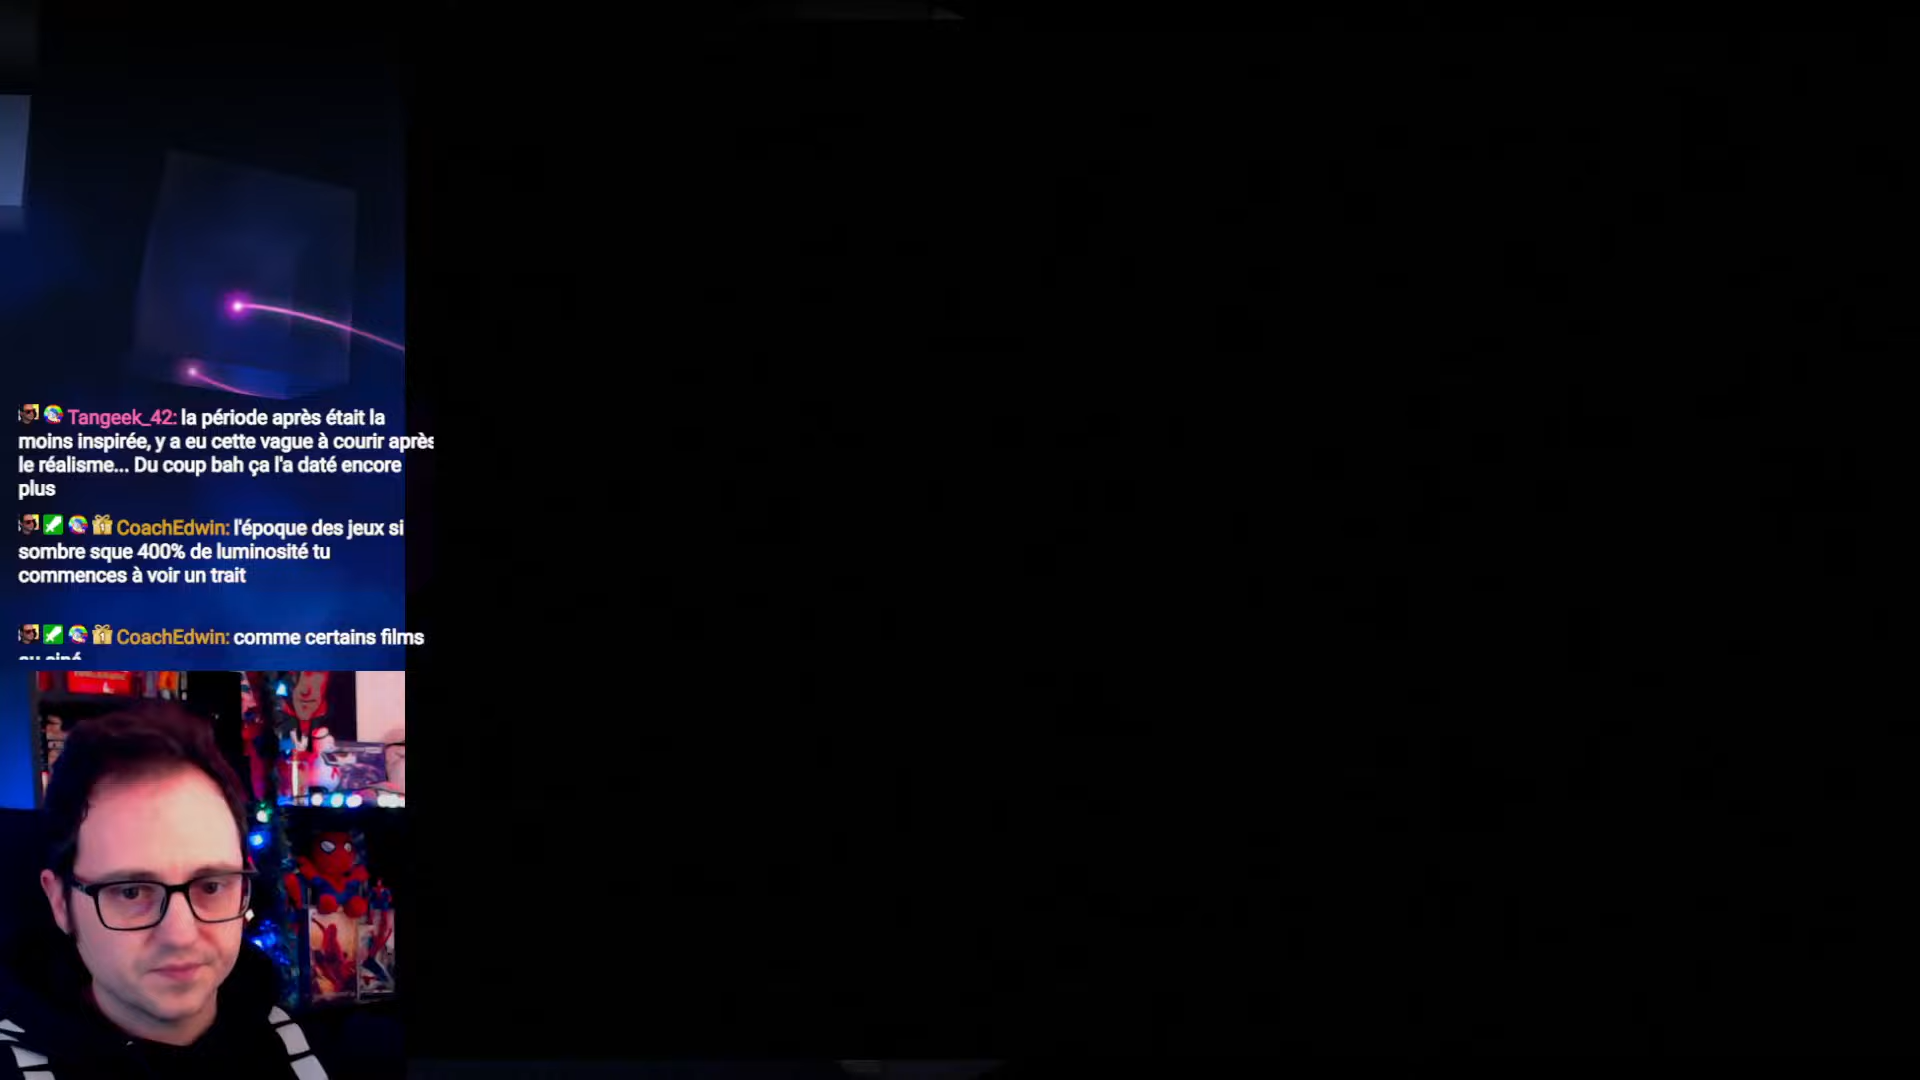 Tangeek_42: la période après était la
moins inspirée, y a eu cette vague à courir après
le réalisme... Du coup bah ça l'a daté encore
plus
CoachEdwin: l'époque des jeux si
sombre sque 400% de luminosité tu
commences à voir un trait
CoachEdwin: comme certains films
au ciné